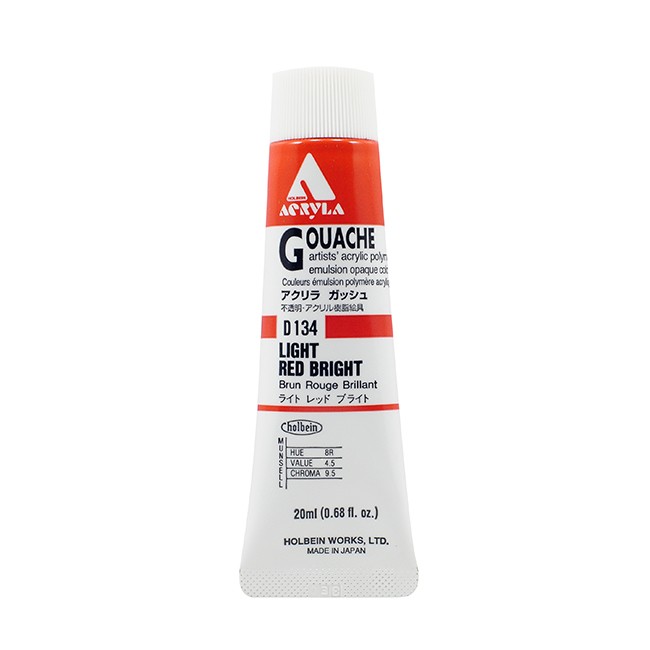 HOLBEIN
ACRYLA
GOUACHE
artists' acrylic polym
emulsion opaque colo
Couleurs émulsion polymère acryliq
アクリラ ガッシュ
不透明・アクリル樹脂絵具
D134
LIGHT
RED BRIGHT
Brun Rouge Brillant
ライト レッド ブライト
holbein
MUNSELL
HUE 8R
VALUE 4.5
CHROMA 9.5
20ml (0.68 fl. oz.)
HOLBEIN WORKS, LTD.
MADE IN JAPAN